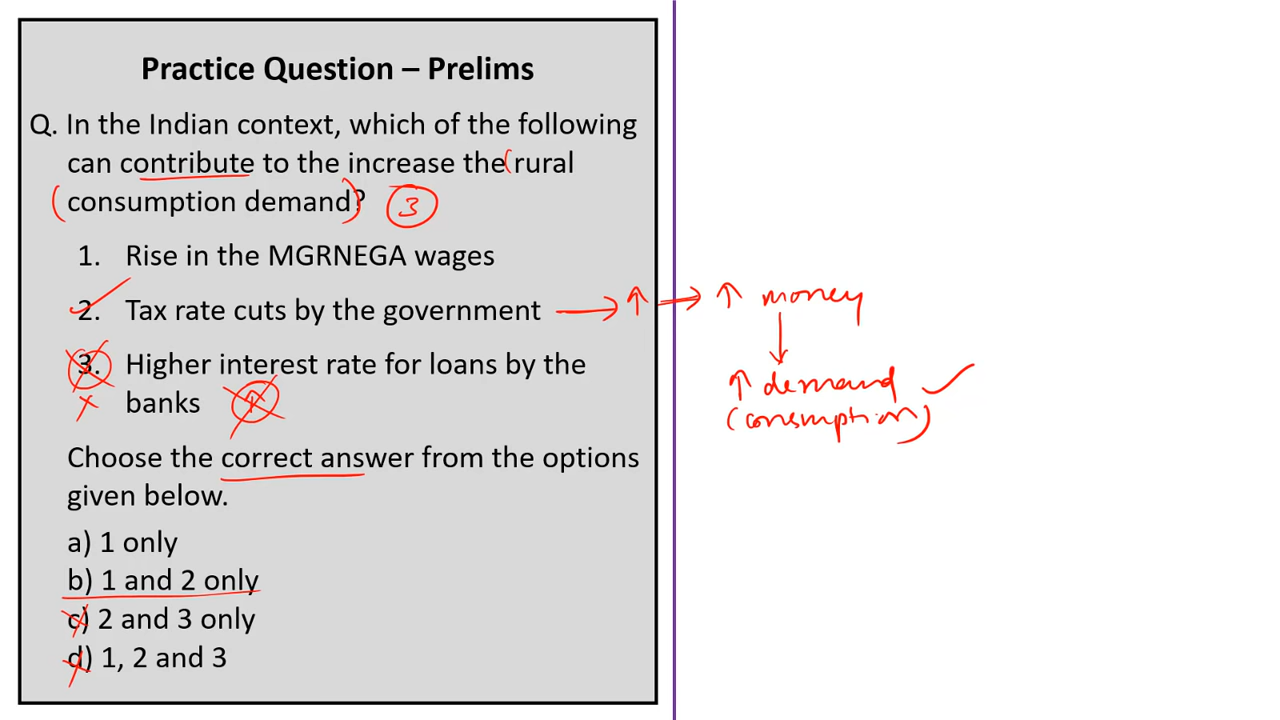 Practice Question – Prelims
Q. In the Indian context, which of the following
can contribute to the increase the (rural
(consumption demand)? 3
1. Rise in the MGRNEGA wages
2. Tax rate cuts by the government → ↑ → ↑ money
3. Higher interest rate for loans by the
banks ↑
↑ demand ✓
(consumption)
Choose the correct answer from the options
given below.
a) 1 only
b) 1 and 2 only
c) 2 and 3 only
d) 1, 2 and 3